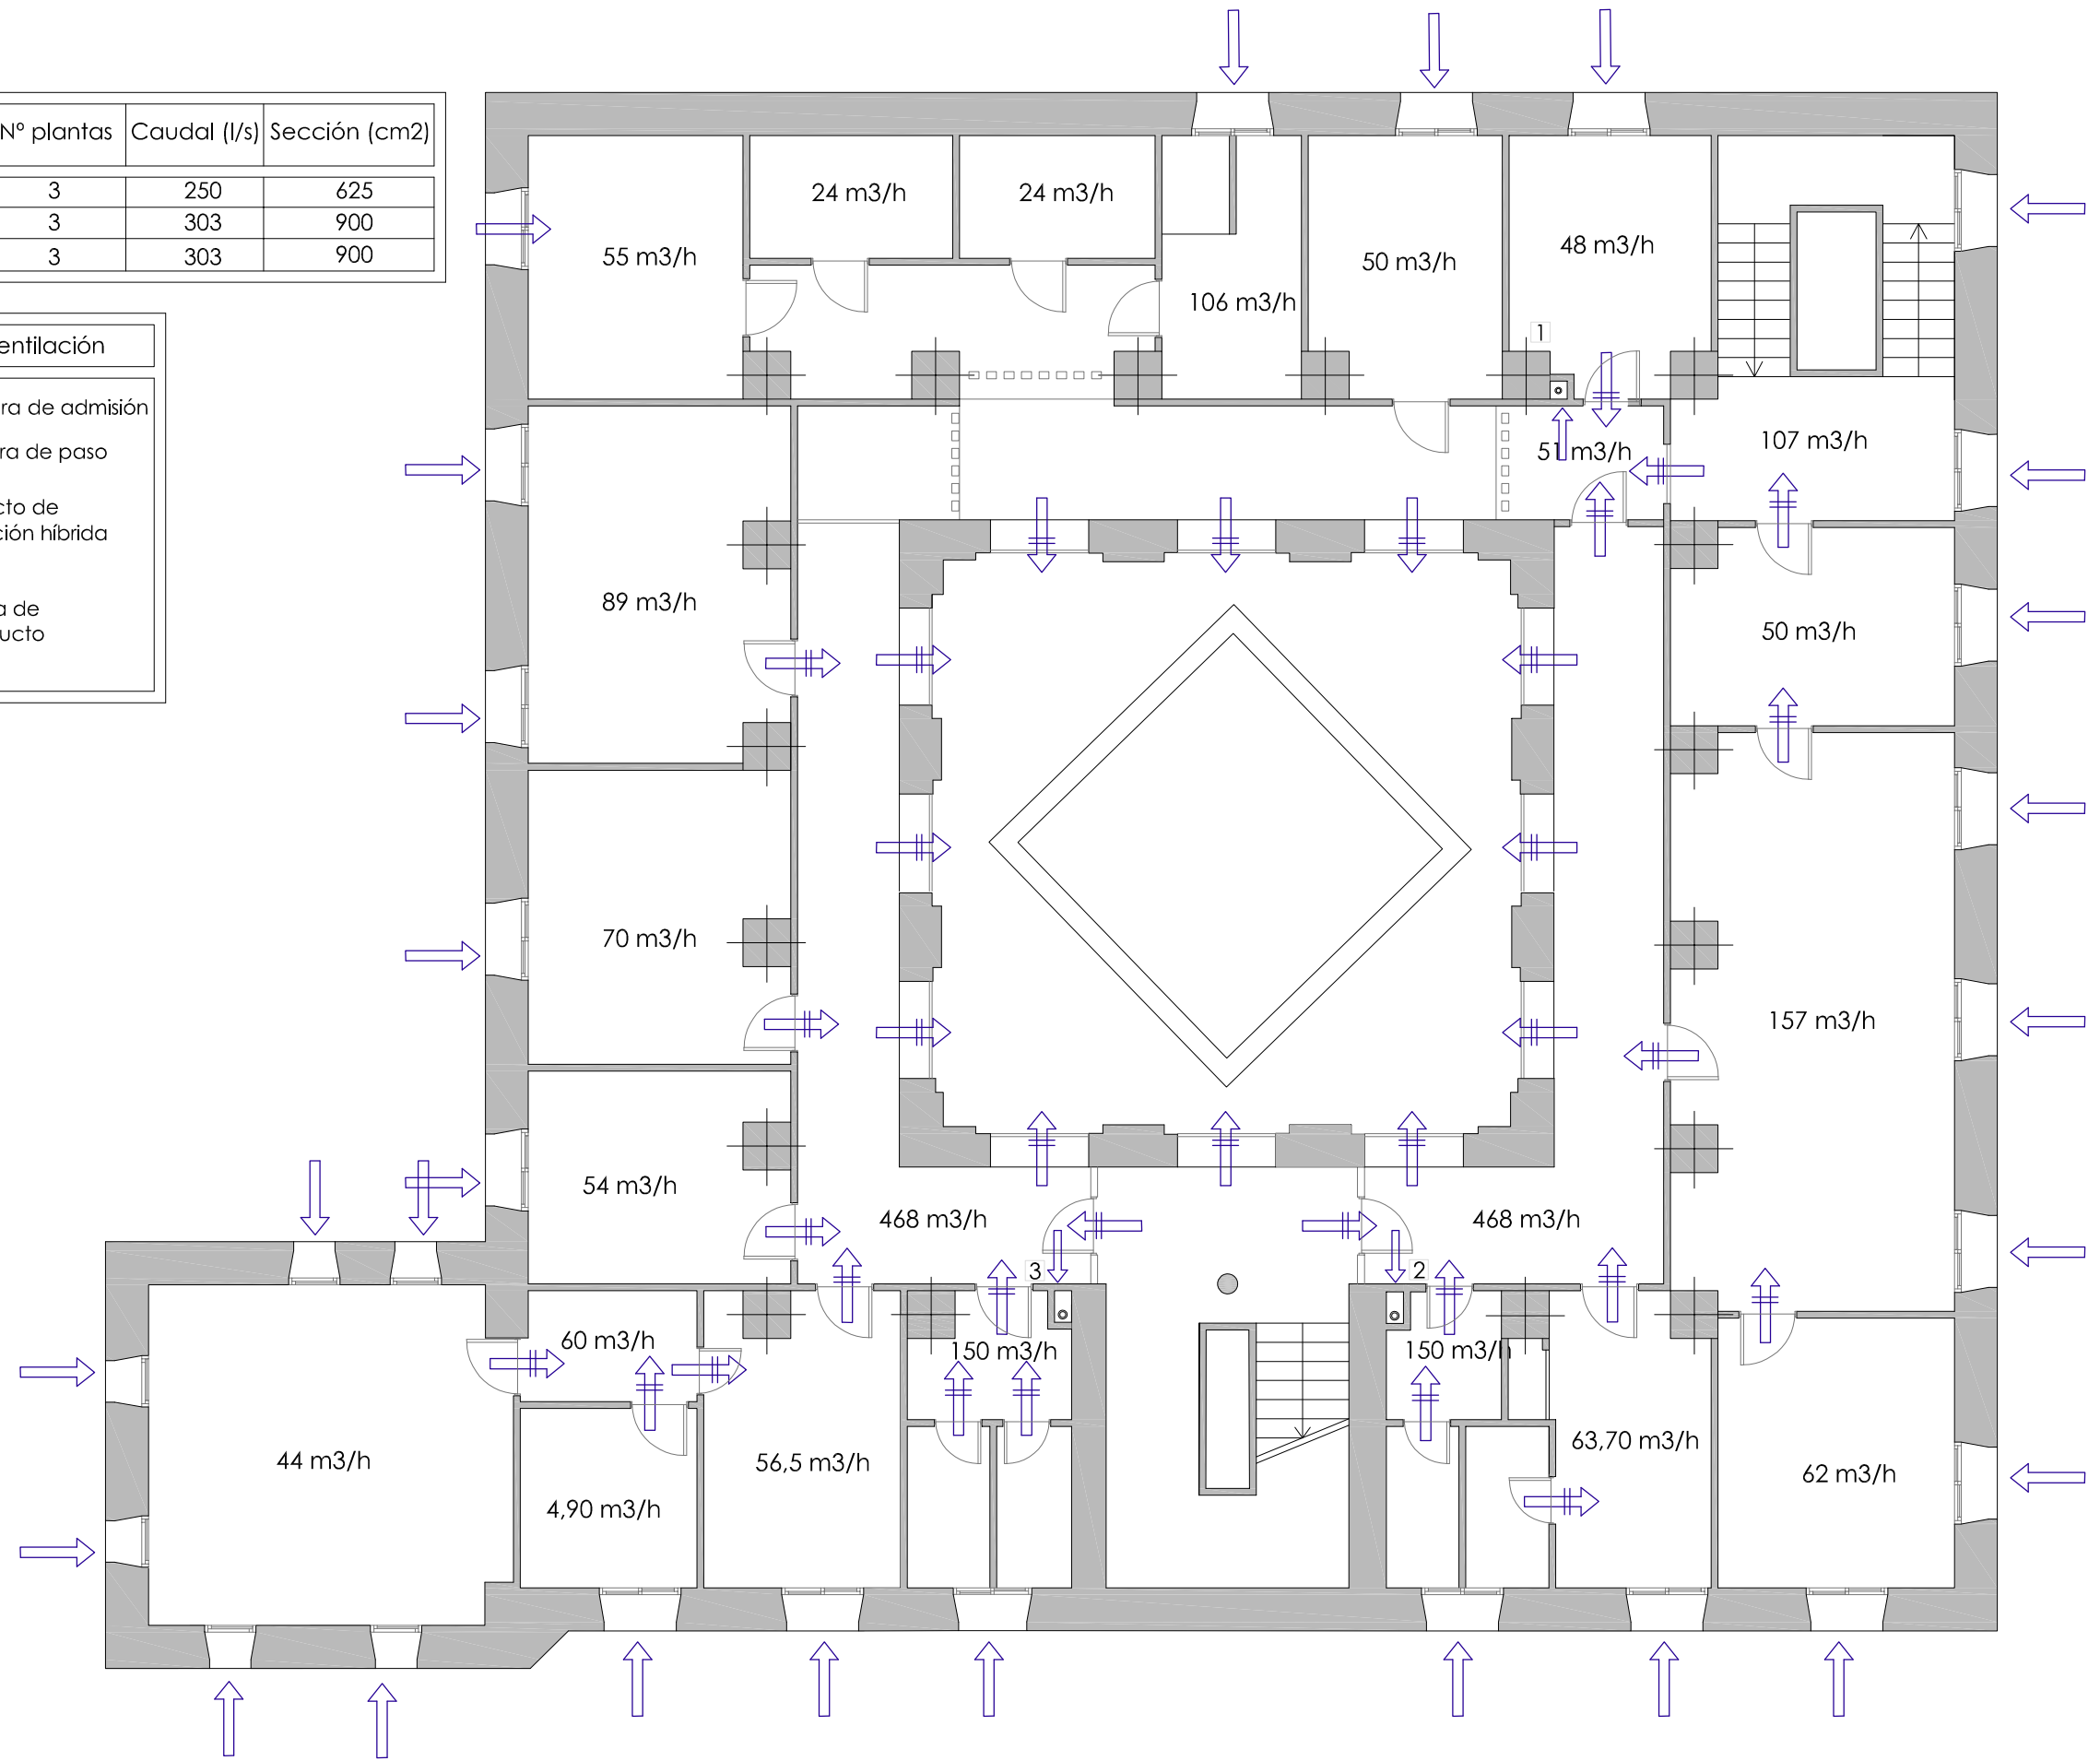 Nº plantas Caudal (l/s) Sección (cm2)
3 250 625
3 303 900
3 303 900
entilación
ra de admisión
ra de paso
cto de
ción híbrida
a de
ucto
55 m3/h
24 m3/h
24 m3/h
106 m3/h
50 m3/h
48 m3/h
1
51 m3/h
107 m3/h
89 m3/h
50 m3/h
70 m3/h
157 m3/h
54 m3/h
468 m3/h
468 m3/h
3
2
60 m3/h
150 m3/h
150 m3/h
44 m3/h
4,90 m3/h
56,5 m3/h
63,70 m3/h
62 m3/h